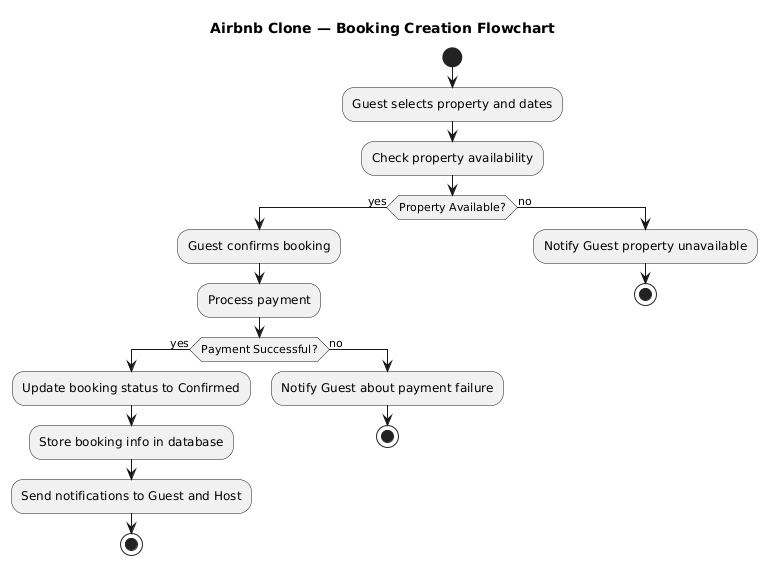 Airbnb Clone — Booking Creation Flowchart
Guest selects property and dates
Check property availability
yes
Property Available?
no
Guest confirms booking
Notify Guest property unavailable
Process payment
yes
Payment Successful?
no
Update booking status to Confirmed
Notify Guest about payment failure
Store booking info in database
Send notifications to Guest and Host